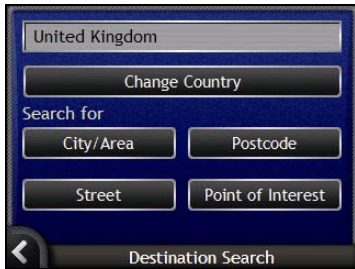 United Kingdom
Change Country
Search for
City/Area Postcode
Street Point of Interest
Destination Search